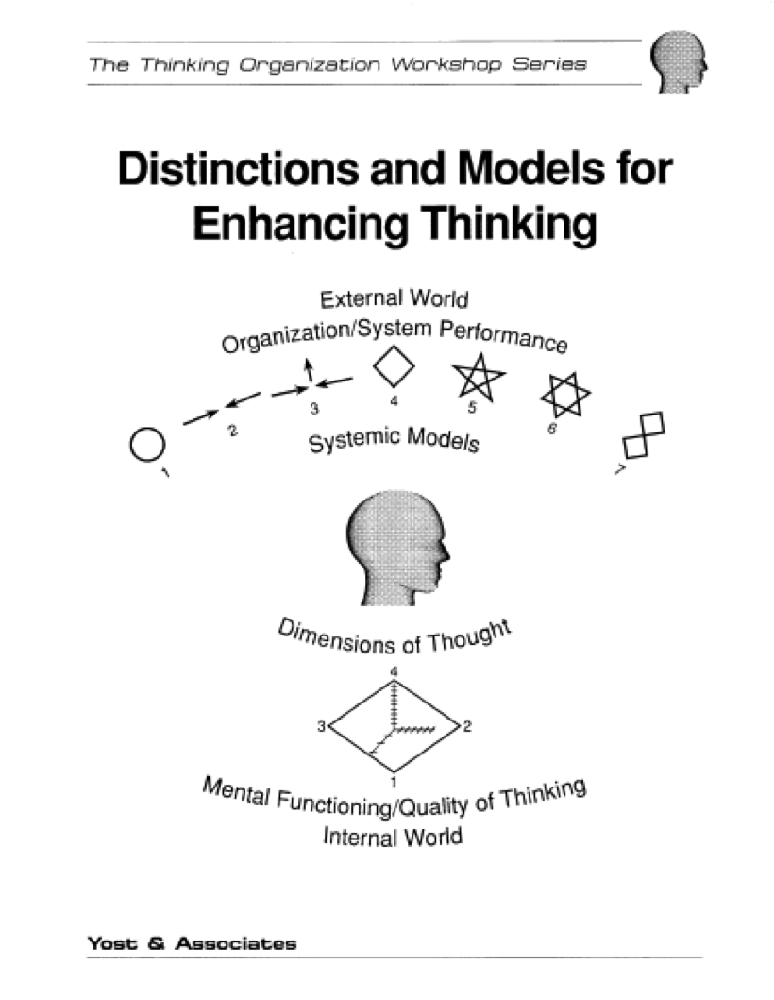 The Thinking Organization Workshop Series
Distinctions and Models for
Enhancing Thinking
External World
Organization/System Performance
1
2
3
4
5
6
7
Systemic Models
Dimensions of Thought
4
3
2
1
Mental Functioning/Quality of Thinking
Internal World
Yost & Associates